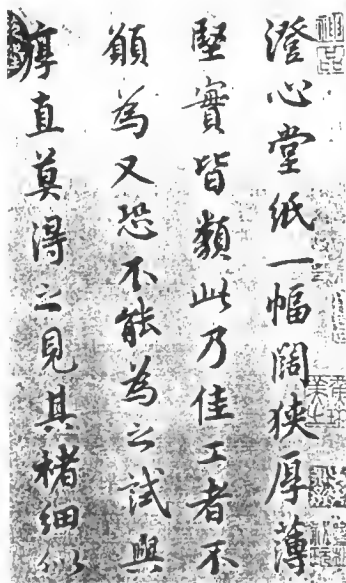 澄心堂紙一幅闊狹厚薄
堅實皆類此乃佳工者不
願為又恐不能為之試與
厚直莫得之見其楮細似